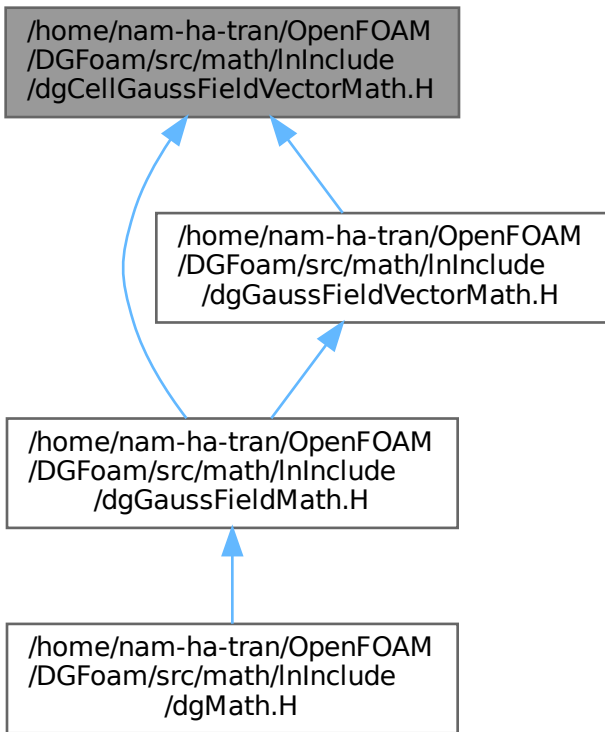 /home/nam-ha-tran/OpenFOAM
/DGFoam/src/math/lnInclude
/dgCellGaussFieldVectorMath.H
/home/nam-ha-tran/OpenFOAM
/DGFoam/src/math/lnInclude
/dgGaussFieldVectorMath.H
/home/nam-ha-tran/OpenFOAM
/DGFoam/src/math/lnInclude
/dgGaussFieldMath.H
/home/nam-ha-tran/OpenFOAM
/DGFoam/src/math/lnInclude
/dgMath.H